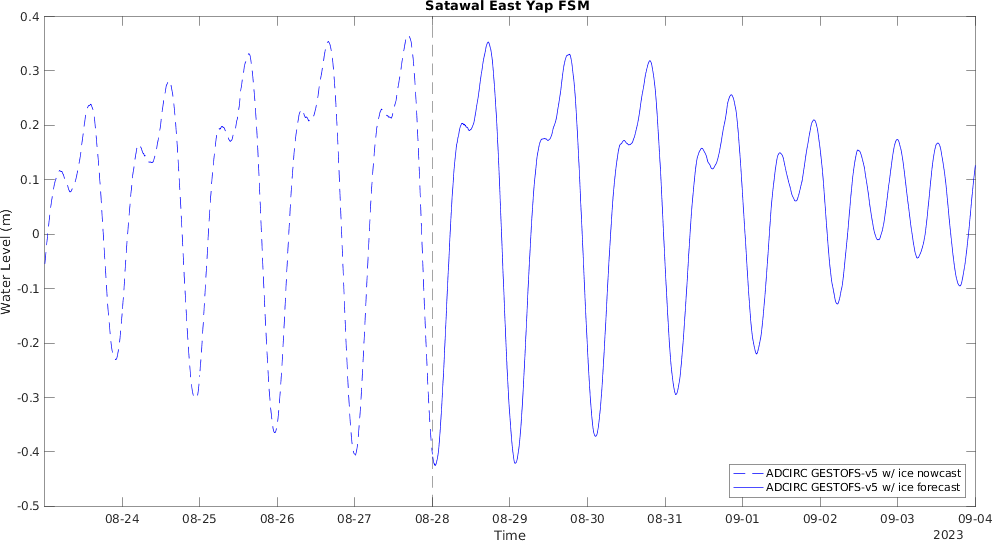 Satawal East Yap FSM
0.4
0.3
0.2
0.1
0
-0.1
-0.2
-0.3
-0.4
-0.5
Water Level (m)
ADCIRC GESTOFS-v5 w/ ice nowcast
ADCIRC GESTOFS-v5 w/ ice forecast
08-24 08-25 08-26 08-27 08-28 08-29 08-30 08-31 09-01 09-02 09-03 09-04
Time
2023